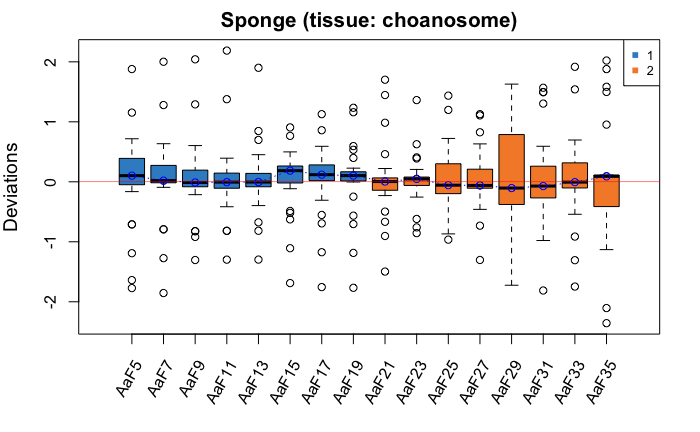 Sponge (tissue: choanosome)
1
2
Deviations
2
1
0
-1
-2
AaF5
AaF7
AaF9
AaF11
AaF13
AaF15
AaF17
AaF19
AaF21
AaF23
AaF25
AaF27
AaF29
AaF31
AaF33
AaF35